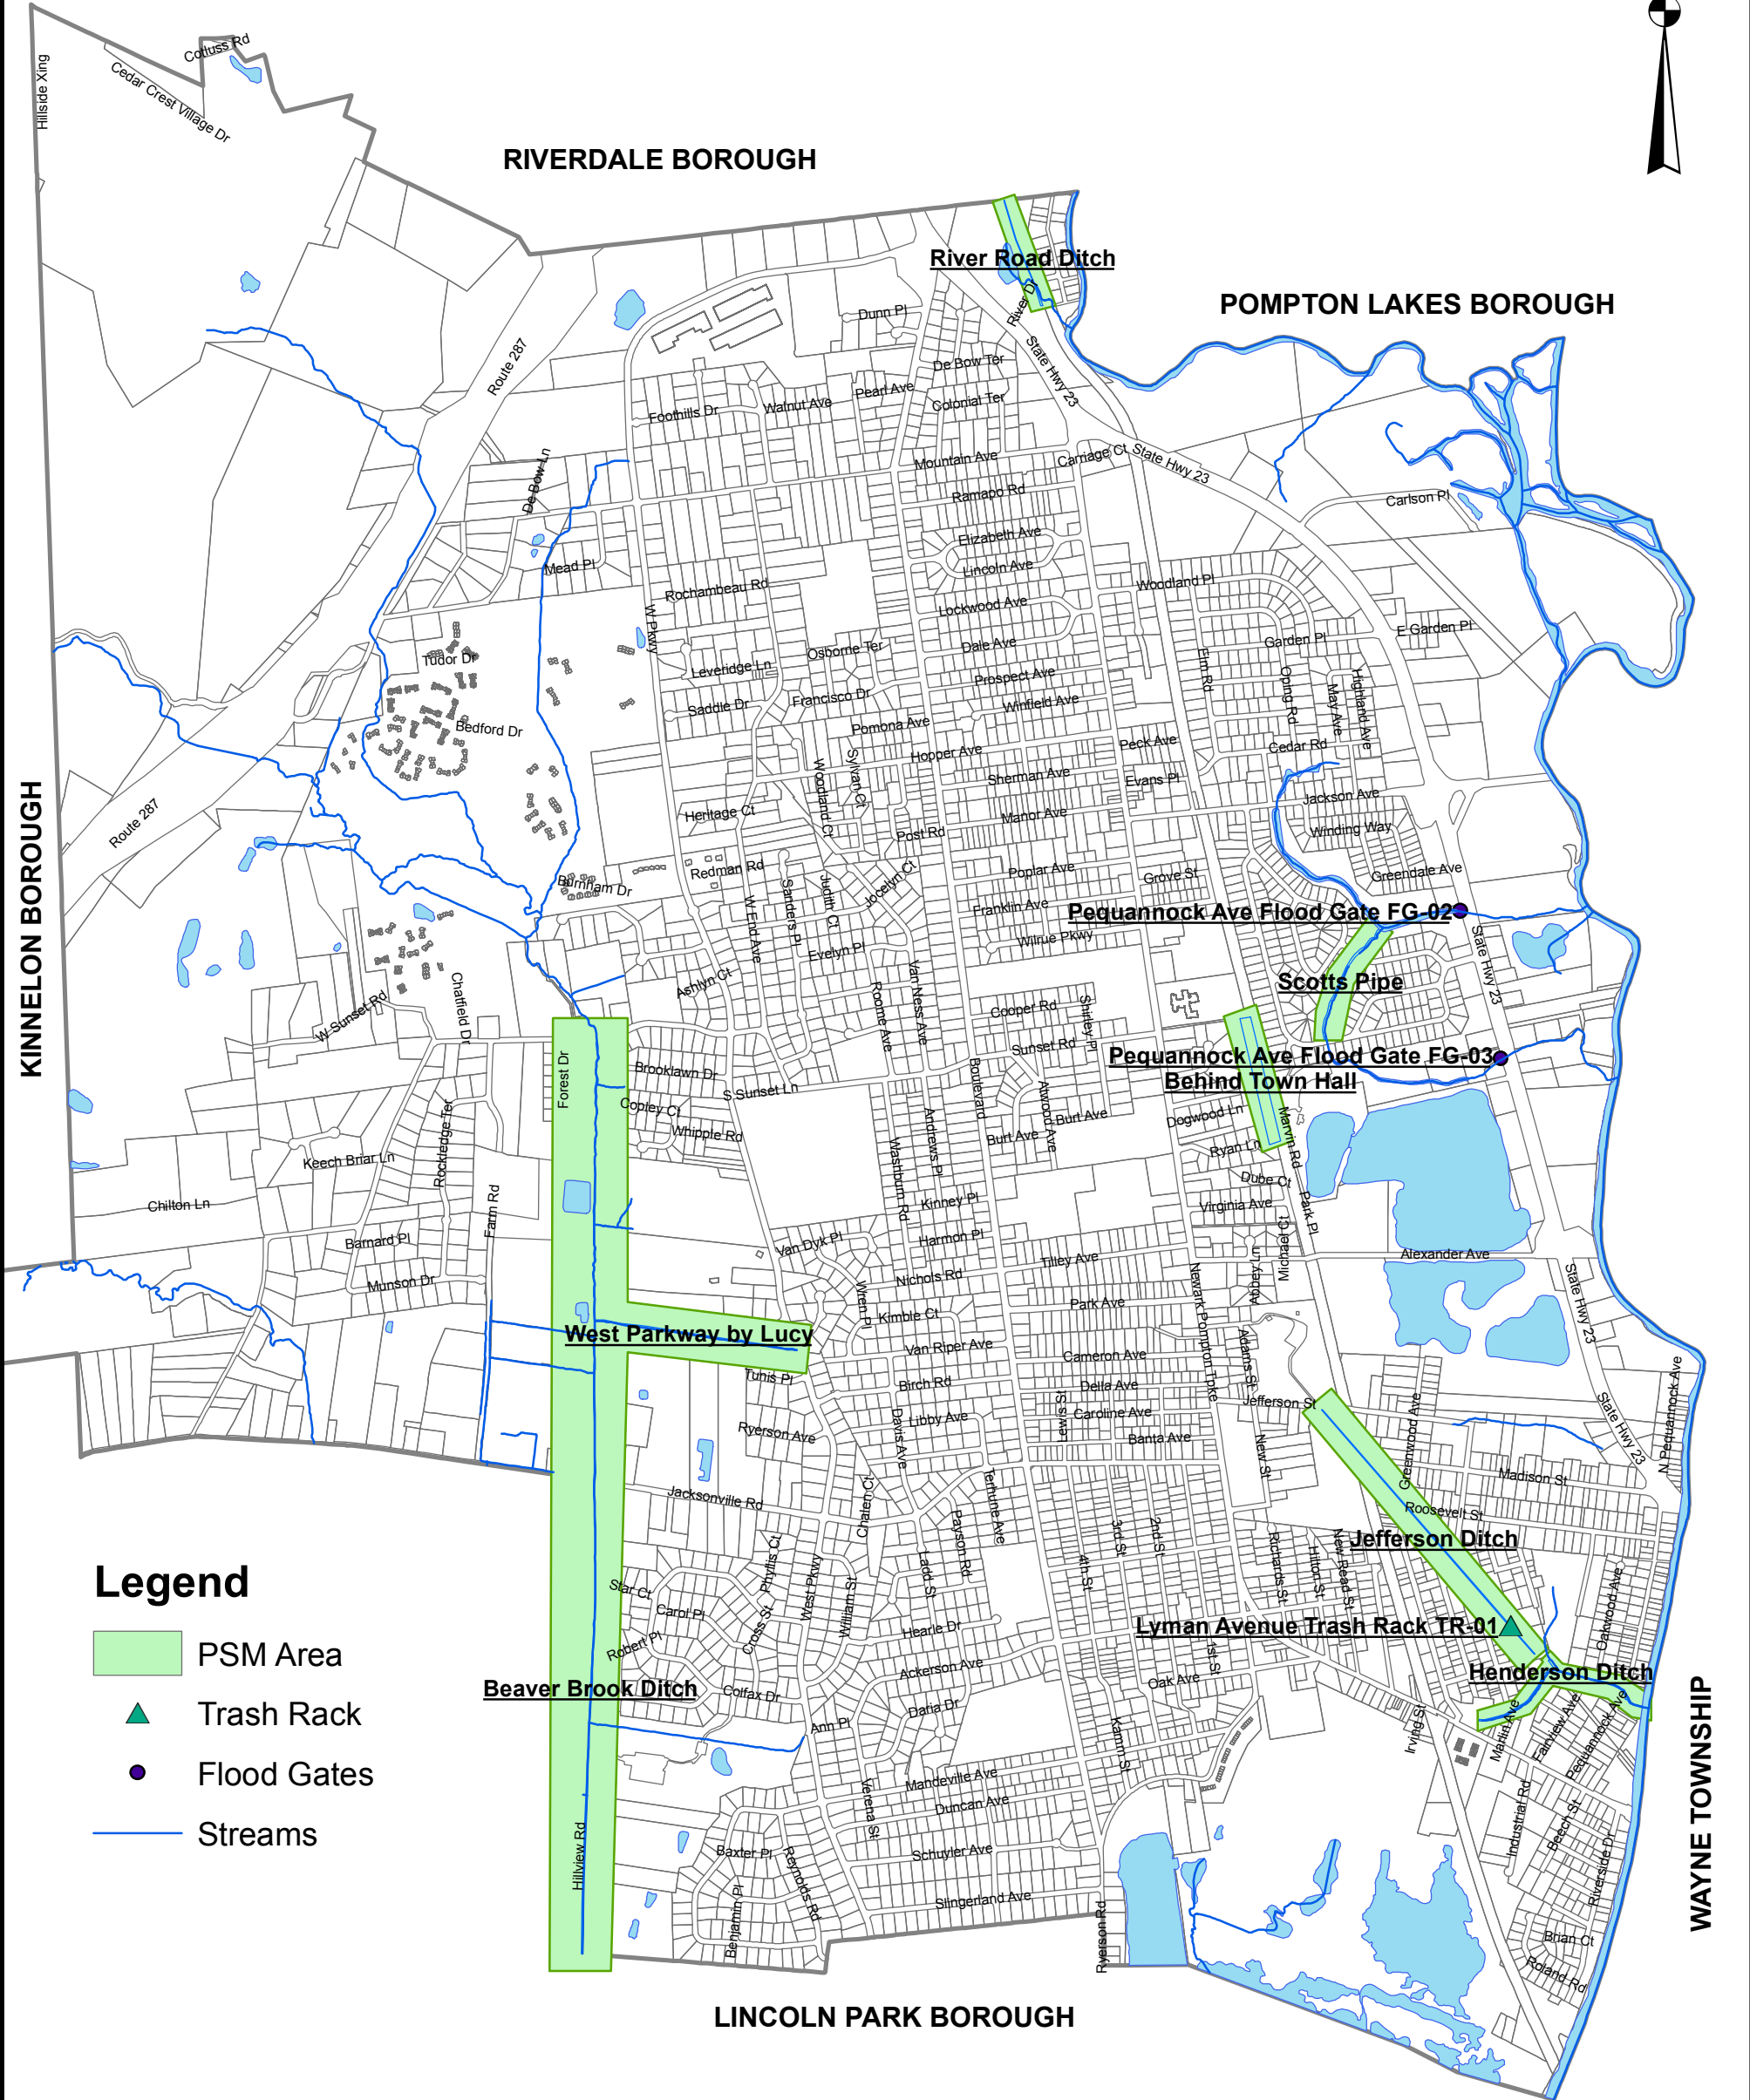 Cotluss Rd
Hillside Xing
Cedar Crest Village Dr
RIVERDALE BOROUGH
River Road Ditch
POMPTON LAKES BOROUGH
River Dr
Dunn Pl
State Hwy 23
Route 287
De Bow Ter
Pearl Ave
Colonial Ter
Walnut Ave
Foothills Dr
Mountain Ave
Carriage Ct
State Hwy 23
De Bow Ln
Ramapo Rd
Carlson Pl
Elizabeth Ave
Mead Pl
Lincoln Ave
Woodland Pl
Rochambeau Rd
Lockwood Ave
W Pkwy
E Garden Pl
Garden Pl
Dale Ave
Osborne Ter
Tudor Dr
Leveridge Ln
Prospect Ave
Elm Rd
Oping Rd
May Ave
Highland Ave
Francisco Dr
Saddle Dr
Winfield Ave
Pomona Ave
Bedford Dr
Peck Ave
Cedar Rd
Hopper Ave
Sherman Ave
Evans Pl
Woodland Ct
Sylvan Ct
Jackson Ave
Heritage Ct
Manor Ave
Route 287
Post Rd
Winding Way
KINNELON BOROUGH
Redman Rd
Poplar Ave
Grove St
Greendale Ave
Burnham Dr
Jocelyn Ct
Judith Ct
Sanders Pl
W End Ave
Franklin Ave
Pequannock Ave Flood Gate FG-02
Wilrue Pkwy
Evelyn Pl
State Hwy 23
Scotts Pipe
Ashlyn Ct
Van Ness Ave
Roome Ave
Chatfield Dr
W Sunset Rd
Cooper Rd
Shirley Pl
Sunset Rd
Pequannock Ave Flood Gate FG-03
Behind Town Hall
Forest Dr
Brooklawn Dr
S Sunset Ln
Boulevard
Copley Ct
Atwood Ave
Burt Ave
Dogwood Ln
Marvin Rd
Whipple Rd
Andrews Pl
Burt Ave
Rockledge Ter
Washburn Rd
Ryan Ln
Keech Briar Ln
Dube Ct
Chilton Ln
Farm Rd
Kinney Pl
Virginia Ave
Park Pl
Barnard Pl
Van Dyk Pl
Harmon Pl
Michael Ct
Tilley Ave
Abbey Ln
Alexander Ave
Munson Dr
Nichols Rd
Newark Pompton Tpke
State Hwy 23
Wren Pl
Kimble Ct
Park Ave
West Parkway by Lucy
Van Riper Ave
Cameron Ave
Adams St
Tunis Pl
Birch Rd
Della Ave
N Pequannock Ave
Lewis St
Caroline Ave
Jefferson St
Libby Ave
Davis Ave
Ryerson Ave
Banta Ave
State Hwy 23
Greenwood Ave
New St
Madison St
Jacksonville Rd
Chalen Ct
Terhune Ave
Payson Rd
Roosevelt St
Jefferson Ditch
3rd St
2nd St
4th St
Richards St
Hilton St
New Read St
Legend
Phyllis Ct
Ladd St
Star Ct
West Pkwy
William St
Carol Pl
Cross St
Oakwood Ave
PSM Area
Robert Pl
Hearle Dr
Lyman Avenue Trash Rack TR-01
1st St
Ackerson Ave
Henderson Ditch
Oak Ave
Beaver Brook Ditch
Colfax Dr
Daria Dr
Trash Rack
Ann Pl
Kamm St
Irving St
Marlin Ave
Fairview Ave
Pequannock Ave
WAYNE TOWNSHIP
Flood Gates
Mandeville Ave
Verena St
Duncan Ave
Industrial Rd
Beech St
Streams
Hillview Rd
Baxter Pl
Reynolds Rd
Schuyler Ave
Riverside Dr
Slingerland Ave
Benjamin Pl
Ryerson Rd
Brian Ct
Roland Rd
LINCOLN PARK BOROUGH